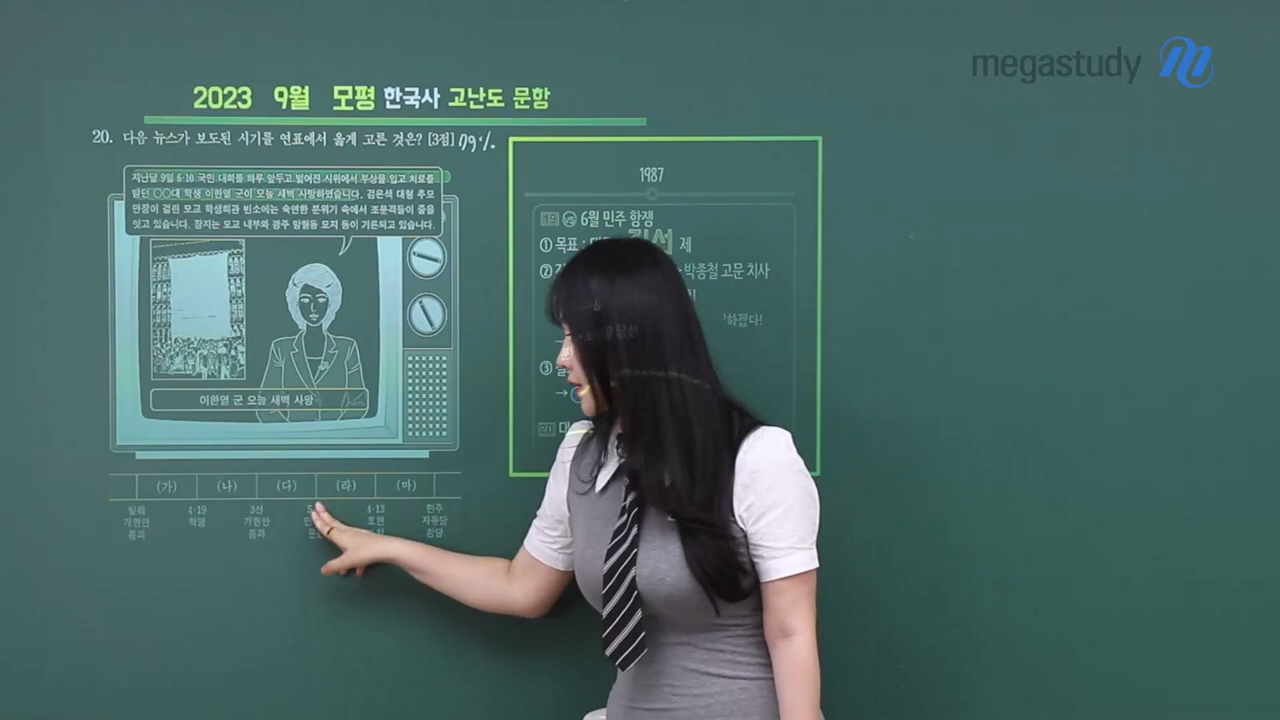 megastudy
2023 9월 모평 한국사 고난도 문항
20. 다음 뉴스가 보도된 시기를 연표에서 옳게 고른 것은? [3점] 79%.
지난달 9일 6·10 국민 대회를 하루 앞두고 벌어진 시위에서 부상을 입고 치료를
받던 ○○대 학생 이한열 군이 오늘 새벽 사망하였습니다. 검은색 대형 추모
만장이 걸린 모교 학생회관 빈소에는 숙연한 분위기 속에서 조문객들이 줄을
잇고 있습니다. 장지는 모교 내부와 광주 망월동 묘지 등이 거론되고 있습니다.
이한열 군 오늘 새벽 사망
(가) (나) (다) (라) (마)
발췌 개헌안 통과
4·19 혁명
3선 개헌안 통과
4·13 호헌
민주 자유당 창당
1987
19 6월 민주 항쟁
① 목표 : 직선 제
② 박종철 고문 치사
하겠다!
③
→
20 대